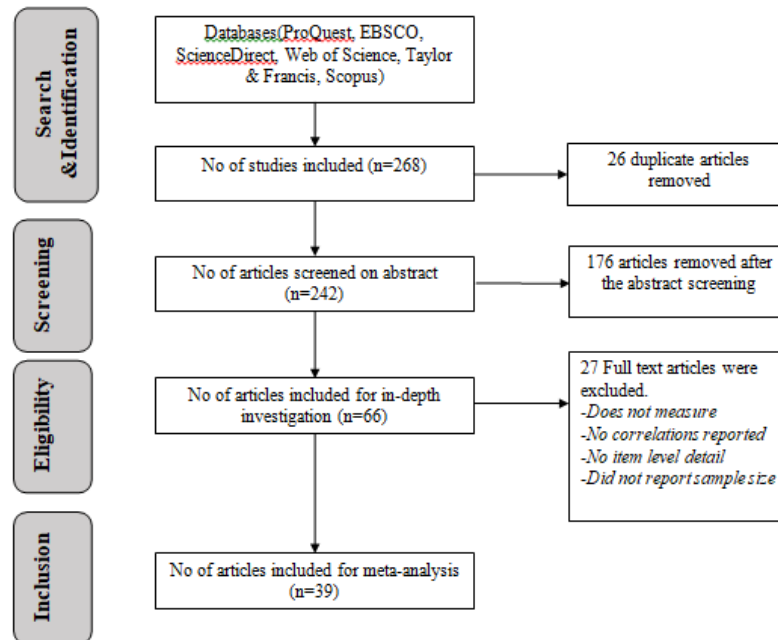 Search
&Identification
Databases(ProQuest, EBSCO,
ScienceDirect, Web of Science, Taylor
& Francis, Scopus)
No of studies included (n=268)
26 duplicate articles
removed
Screening
No of articles screened on abstract
(n=242)
176 articles removed after
the abstract screening
Eligibility
No of articles included for in-depth
investigation (n=66)
27 Full text articles were
excluded.
-Does not measure
-No correlations reported
-No item level detail
-Did not report sample size
Inclusion
No of articles included for meta-analysis
(n=39)